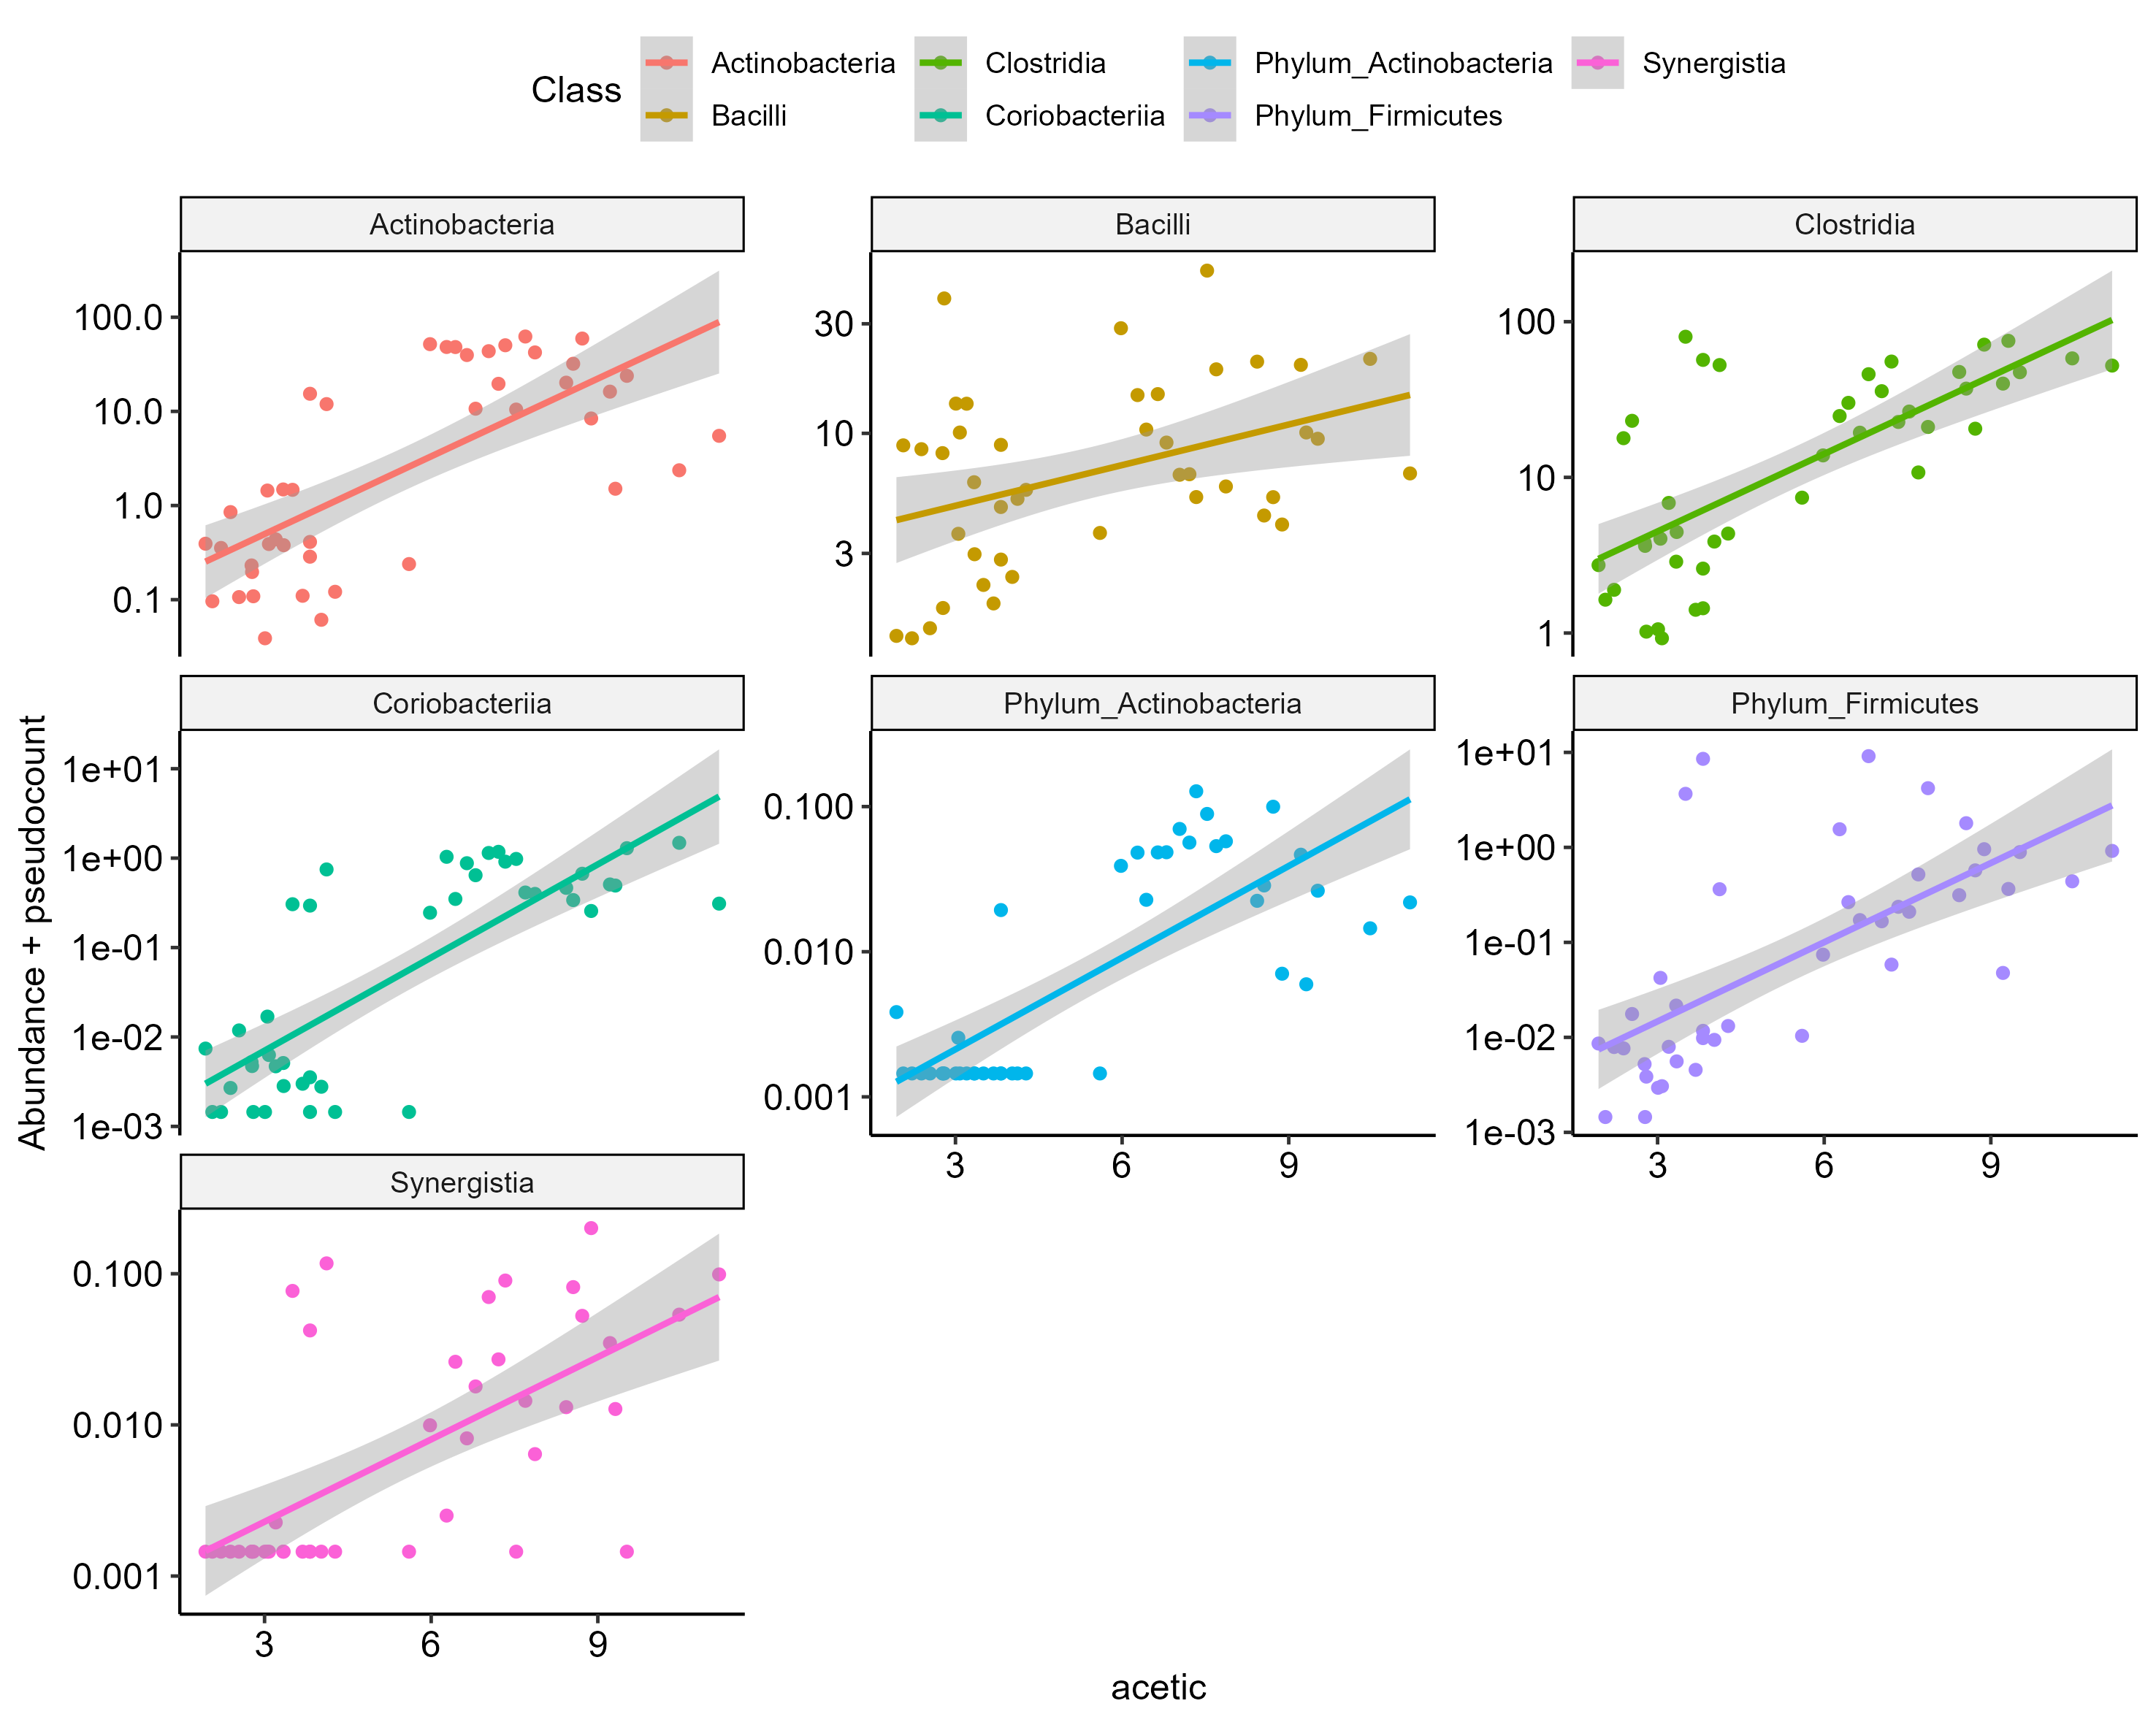 Class
Actinobacteria Clostridia Phylum_Actinobacteria Synergistia
Bacilli Coriobacteriia Phylum_Firmicutes
Actinobacteria Bacilli Clostridia
100.0
10.0
1.0
0.1
30
10
3
100
10
1
Coriobacteriia Phylum_Actinobacteria Phylum_Firmicutes
1e+01
1e+00
1e-01
1e-02
1e-03
0.100
0.010
0.001
3 6 9
1e+01
1e+00
1e-01
1e-02
1e-03
3 6 9
Synergistia
0.100
0.010
0.001
3 6 9
Abundance + pseudocount
acetic